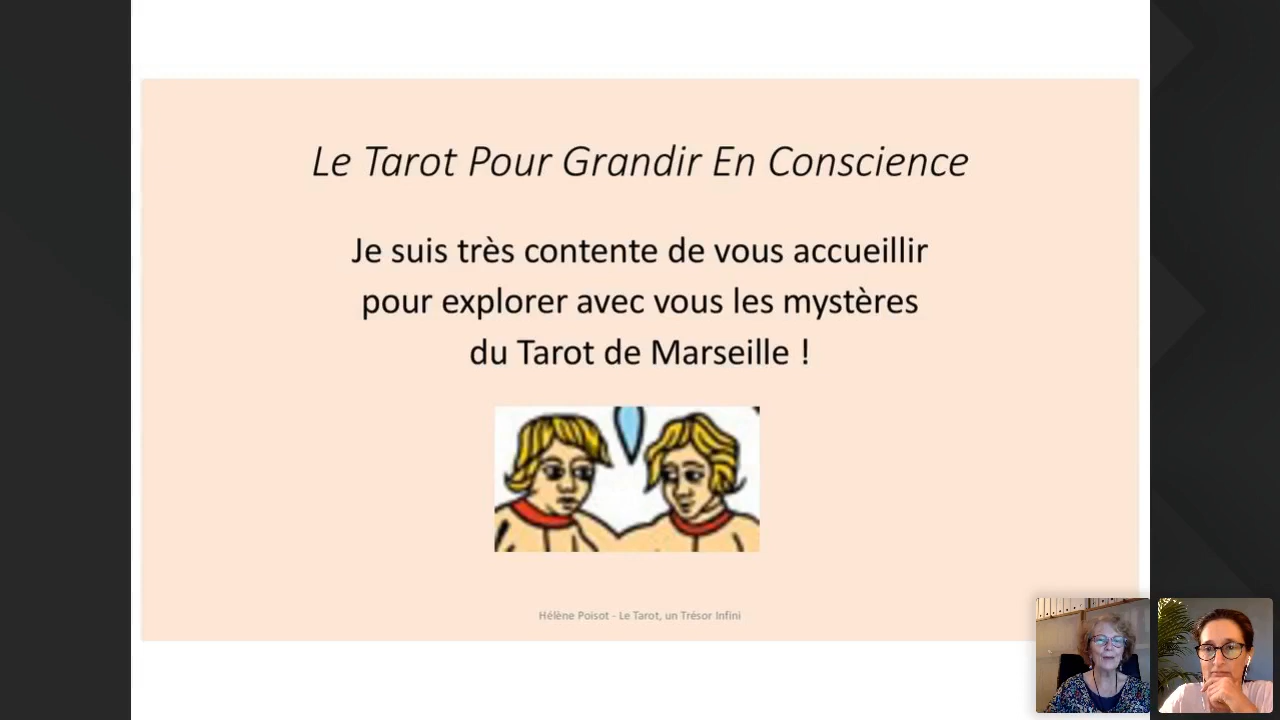 Le Tarot Pour Grandir En Conscience
Je suis très contente de vous accueillir
pour explorer avec vous les mystères
du Tarot de Marseille !
Hélène Poisot - Le Tarot, un Trésor Infini